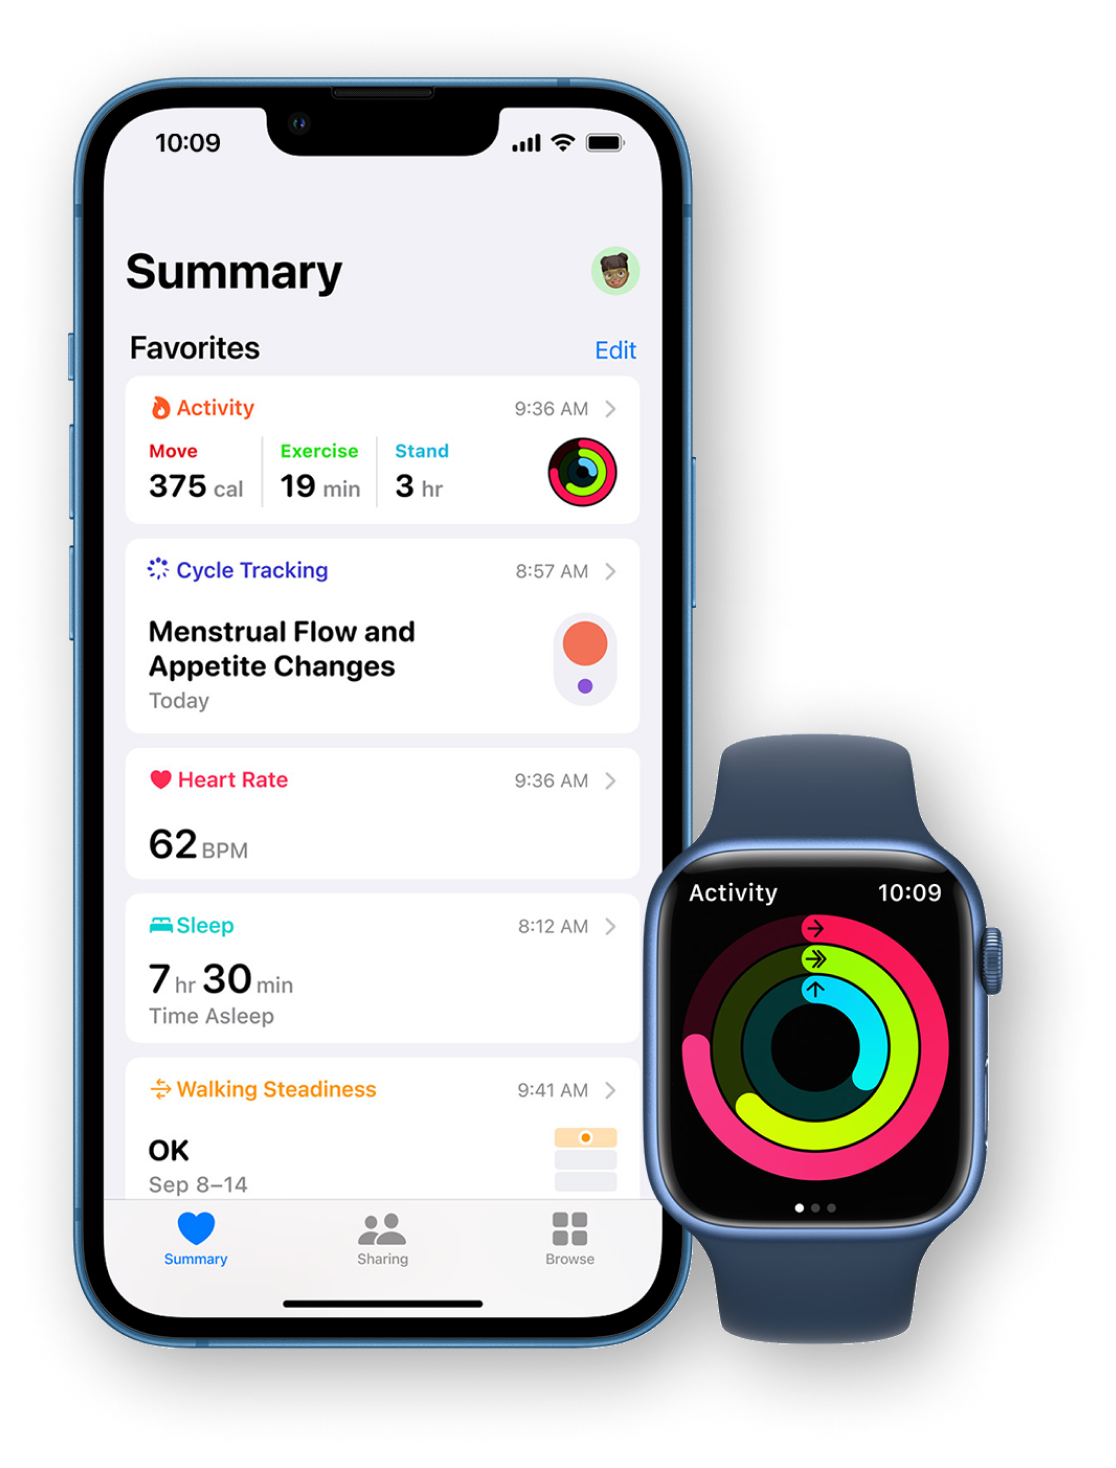 10:09
Summary
Favorites
Edit
Activity
9:36 AM
Move
Exercise
Stand
375 cal
19 min
3 hr
Cycle Tracking
8:57 AM
Menstrual Flow and
Appetite Changes
Today
Heart Rate
9:36 AM
62 BPM
Sleep
8:12 AM
7 hr 30 min
Time Asleep
Walking Steadiness
9:41 AM
OK
Sep 8–14
Summary
Sharing
Browse
Activity
10:09